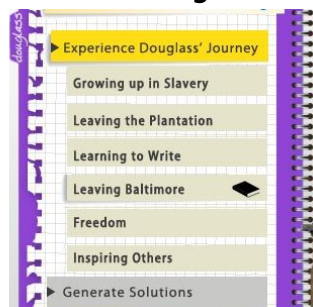 douglass
Experience Douglass' Journey
Growing up in Slavery
Leaving the Plantation
Learning to Write
Leaving Baltimore
Freedom
Inspiring Others
Generate Solutions